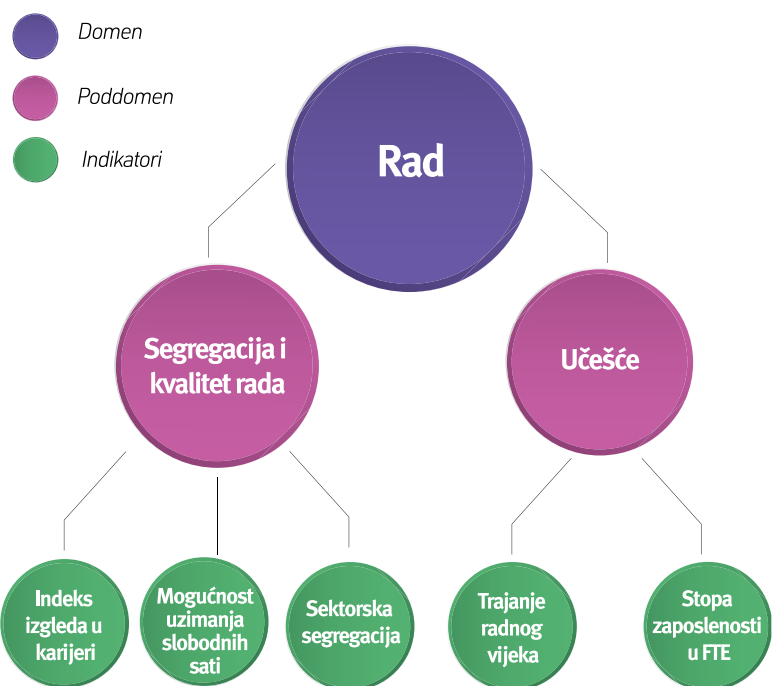 Domen
Poddomen
Indikatori
Rad
Segregacija i
kvalitet rada
Učešće
Indeks
izgleda u
karijeri
Mogućnost
uzimanja
slobodnih
sati
Sektorska
segregacija
Trajanje
radnog
vijeka
Stopa
zaposlenosti
u FTE